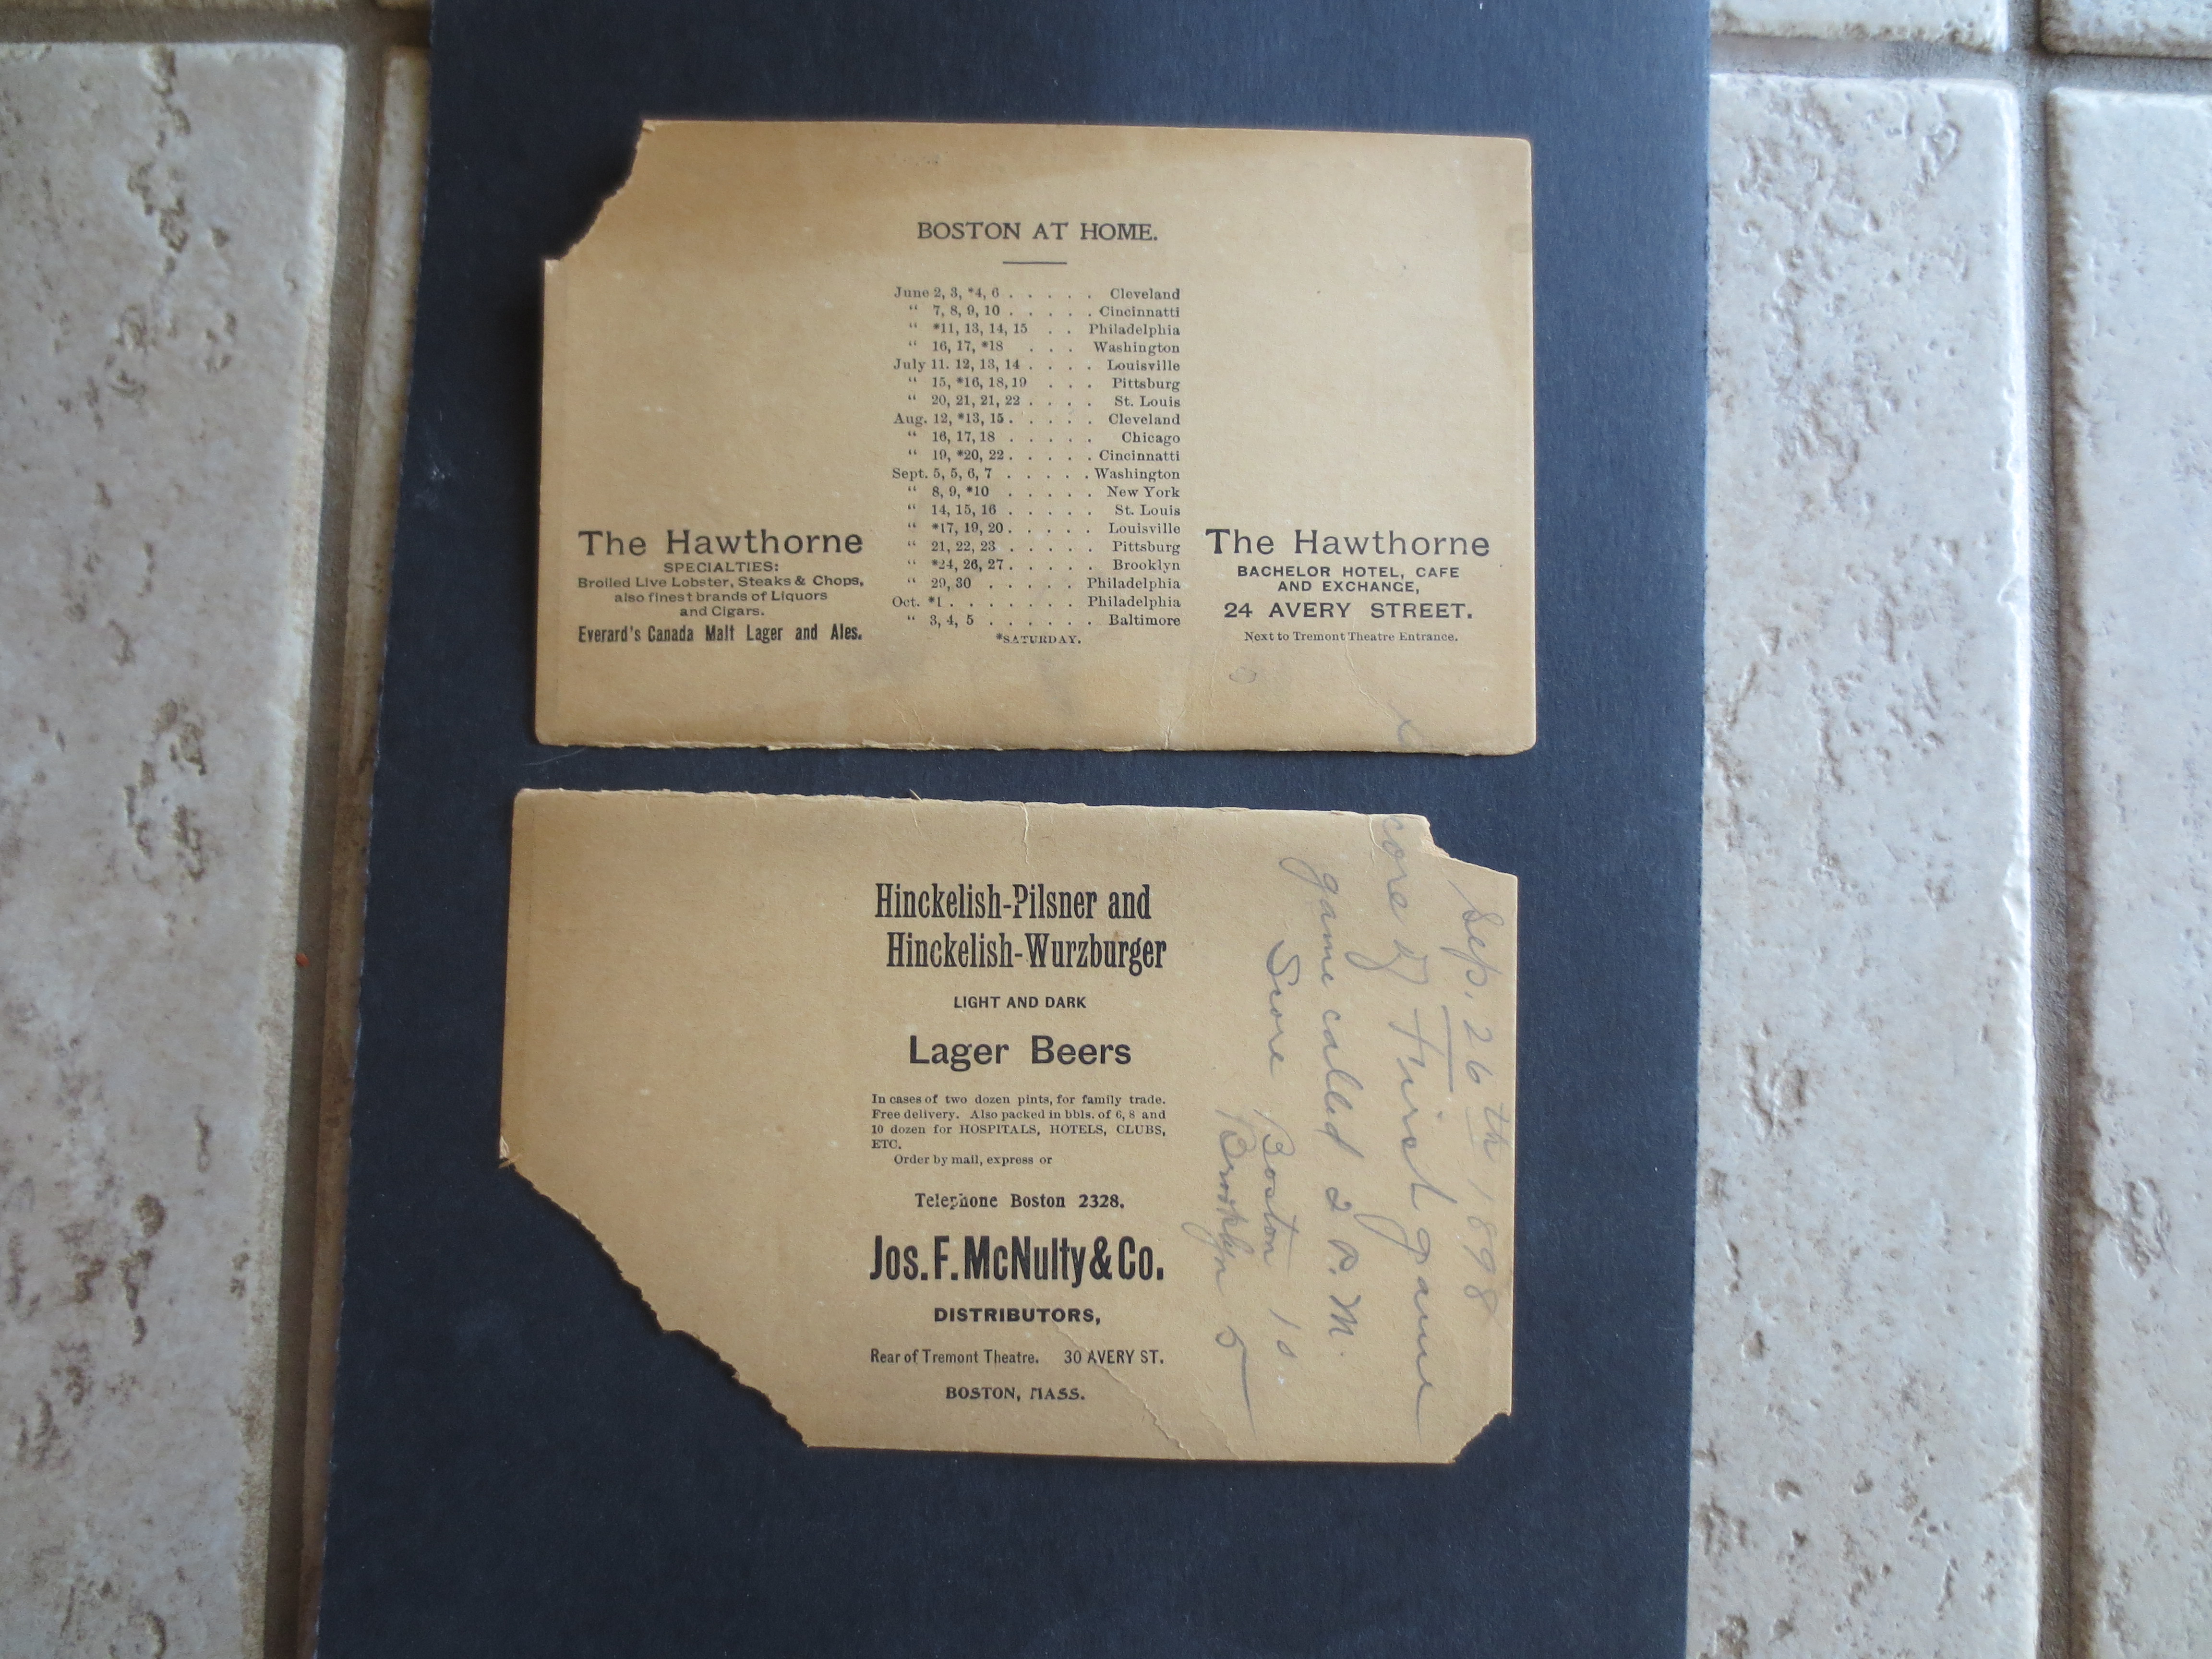 BOSTON AT HOME.
June 2, 3, *4, 6 . . . . . Cleveland
“ 7, 8, 9, 10 . . . . . Cincinnatti
“ *11, 13, 14, 15 . . Philadelphia
“ 16, 17, *18 . . . Washington
July 11. 12, 13, 14 . . . . Louisville
“ 15, *16, 18, 19 . . . Pittsburg
“ 20, 21, 21, 22 . . . . St. Louis
Aug. 12, *13, 15 . . . . . Cleveland
“ 16, 17, 18 . . . . . Chicago
“ 19, *20, 22 . . . . . Cincinnatti
Sept. 5, 5, 6, 7 . . . . . Washington
“ 8, 9, *10 . . . . . New York
“ 14, 15, 16 . . . . . St. Louis
“ *17, 19, 20 . . . . . Louisville
“ 21, 22, 23 . . . . . Pittsburg
“ *24, 26, 27 . . . . . Brooklyn
“ 29, 30 . . . . . Philadelphia
Oct. *1 . . . . . . . Philadelphia
“ 3, 4, 5 . . . . . . Baltimore
*SATURDAY.
The Hawthorne
SPECIALTIES:
Broiled Live Lobster, Steaks & Chops,
also finest brands of Liquors
and Cigars.
Everard's Canada Malt Lager and Ales.
The Hawthorne
BACHELOR HOTEL, CAFE
AND EXCHANGE,
24 AVERY STREET.
Next to Tremont Theatre Entrance.
Hinckelish-Pilsner and
Hinckelish-Wurzburger
LIGHT AND DARK
Lager Beers
In cases of two dozen pints, for family trade.
Free delivery. Also packed in bbls. of 6, 8 and
10 dozen for HOSPITALS, HOTELS, CLUBS,
ETC.
Order by mail, express or
Telephone Boston 2328.
Jos. F. McNulty & Co.
DISTRIBUTORS,
Rear of Tremont Theatre. 30 AVERY ST.
BOSTON, MASS.
Sep. 26th 1898
Score of First game
game called 2 P. M.
Score Boston 10.
Brooklyn 5